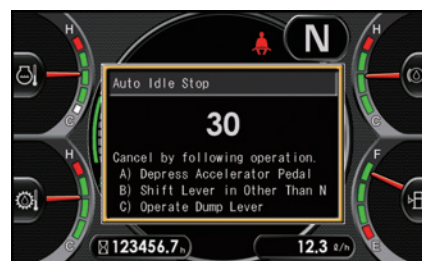 H
N
H
Auto Idle Stop
30
C
C
Cancel by following operation.
H
A) Depress Accelerator Pedal
F
B) Shift Lever in Other Than N
C) Operate Dump Lever
C
123456.7h
12.3 ℓ/h
E